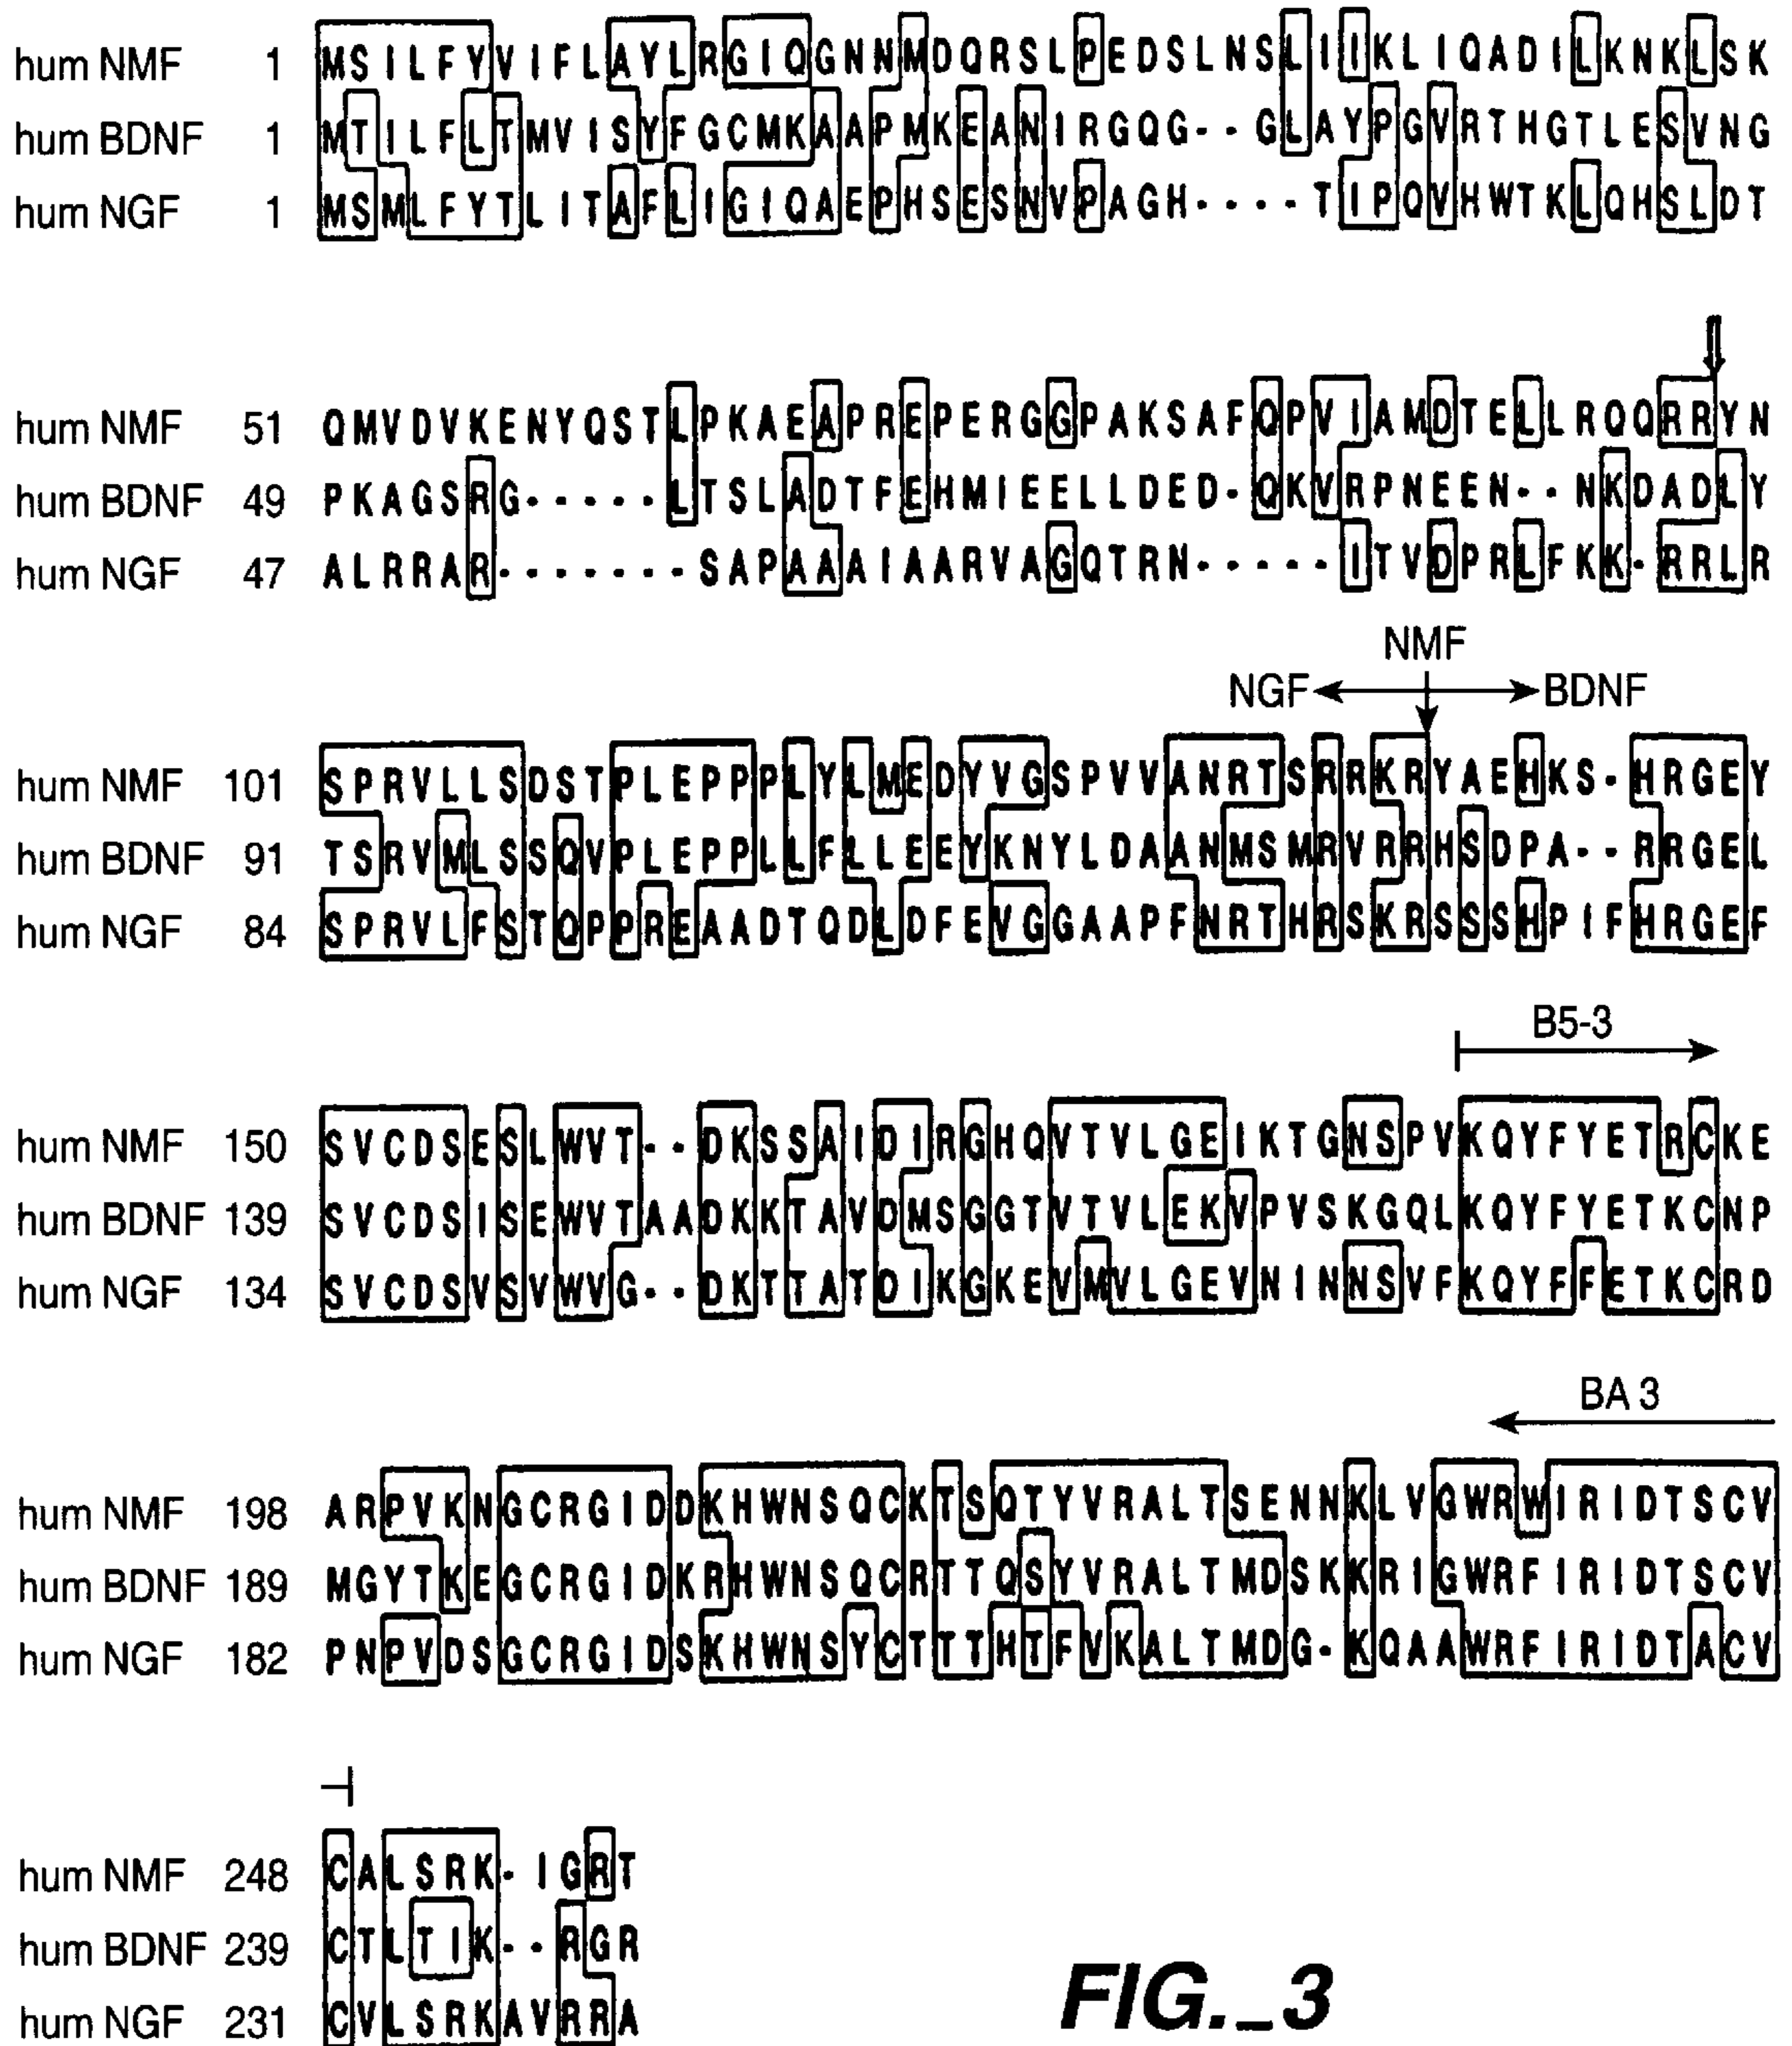 hum NMF 1 MSILFYVIFLAYLRGIQGNNMDQRSLPEDSLNSLIIKLIQADILKNKLSK
hum BDNF 1 MTILFLTMVISYFGCMKAAPMKEANIRGQG--GLAYPGVRTHGTLESVNG
hum NGF 1 MSMLFYTLITAFLIGIQAEPHSESNVPAGH----TIPQVHWTKLQHSLDT
hum NMF 51 QMVDVKENYQSTLPKAEAPREPERGGPAKSAFQPVIAMDTELLRQQRRYN
hum BDNF 49 PKAGSRG-----LTSLADTFEHMIEELLDED-QKVRPNEEN--NKDADLY
hum NGF 47 ALRRAR-------SAPAAAIAARVAGQTRN-----ITVDPRLFKK-RRLR
NMF
NGF BDNF
hum NMF 101 SPRVLLSDSTPLEPPPLYLMEDYVGSPVVANRTSRRKRYAEHKS-HRGEY
hum BDNF 91 TSRVMLSSQVPLEPPLLFLLEEYKNYLDAANMSMRVRRHSDPA--RRGEL
hum NGF 84 SPRVLFSTQPPREAADTQDLDFEVGGAAPFNRTHRSKRSSSHPIFHRGEF
B5-3
hum NMF 150 SVCDSESLWVT--DKSSAIDIRGHQVTVLGEIKTGNSPVKQYFYETRCKE
hum BDNF 139 SVCDSISEWVTAADKKTAVDMSGGTVTVLEKVPVSKGQLKQYFYETKCNP
hum NGF 134 SVCDSVSVWVG--DKTTATDIKGKEVMVLGEVNINNSVFKQYFFETKCRD
BA 3
hum NMF 198 ARPVKNGCRGIDDKHWNSQCKTSQTYVRALTSENNKLVGWRWIRIDTSCV
hum BDNF 189 MGYTKEGCRGIDKRHWNSQCRTTQSYVRALTMDSKKRIGWRFIRIDTSCV
hum NGF 182 PNPVDSGCRGIDSKHWNSYCTTTHTFVKALTMDG-KQAAWRFIRIDTACV
hum NMF 248 CALSRK-IGRT
hum BDNF 239 CTLTIK--RGR
hum NGF 231 CVLSRKAVRRA
FIG._3